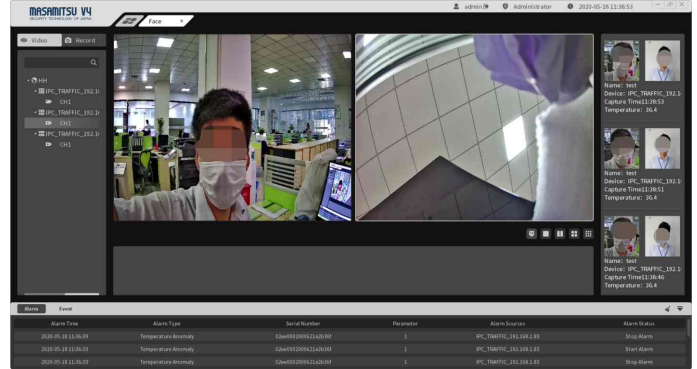 MASAMITSU V4
SECURITY TECHNOLOGY OF JAPAN
Face ×
admin
Administrator
2020-05-18 11:38:53
Video
Record
HH
IPC_TRAFFIC_192.1
CH1
IPC_TRAFFIC_192.1
CH1
IPC_TRAFFIC_192.1
CH1
Name: test
Device: IPC_TRAFFIC_192.1
Capture Time11:38:53
Temperature: 36.4
Name: test
Device: IPC_TRAFFIC_192.1
Capture Time11:38:51
Temperature: 36.4
Name: test
Device: IPC_TRAFFIC_192.1
Capture Time11:38:46
Temperature: 36.4
Alarm Event
Alarm Time Alarm Type Serial Number Parameter Alarm Sources Alarm Status
2020-05-18 11:36:39 Temperature Anomaly 1 IPC_TRAFFIC_192.168.1.83 Stop Alarm
2020-05-18 11:36:33 Temperature Anomaly 1 IPC_TRAFFIC_192.168.1.83 Start Alarm
2020-05-18 11:36:33 Temperature Anomaly 1 IPC_TRAFFIC_192.168.1.83 Stop Alarm